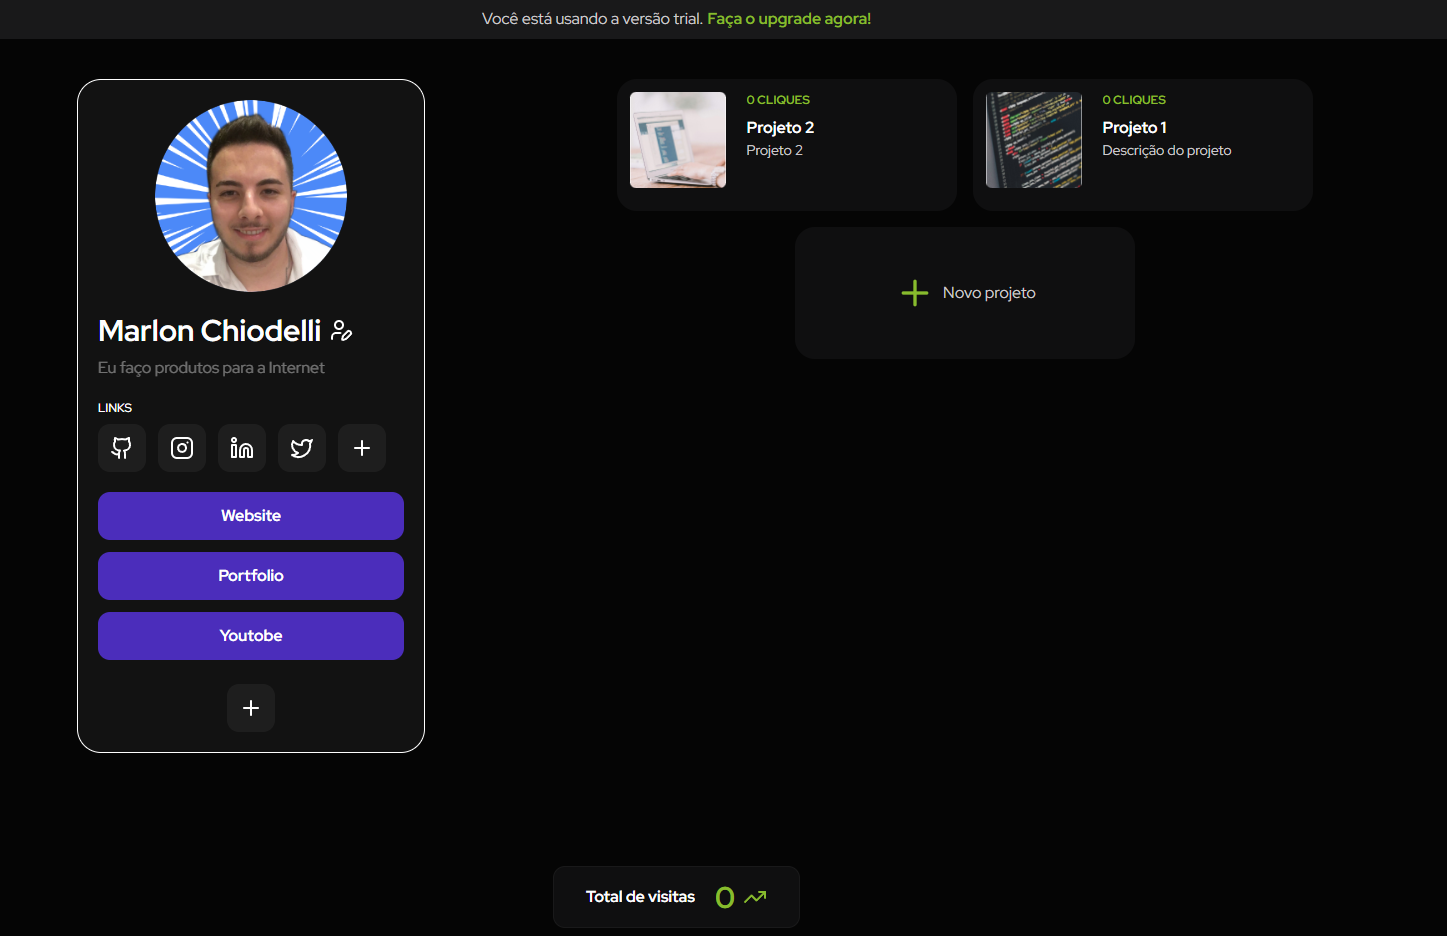 Você está usando a versão trial. Faça o upgrade agora!
Marlon Chiodelli
Eu faço produtos para a Internet
LINKS
Website
Portfolio
Youtobe
0 CLIQUES
Projeto 2
Projeto 2
0 CLIQUES
Projeto 1
Descrição do projeto
Novo projeto
Total de visitas 0